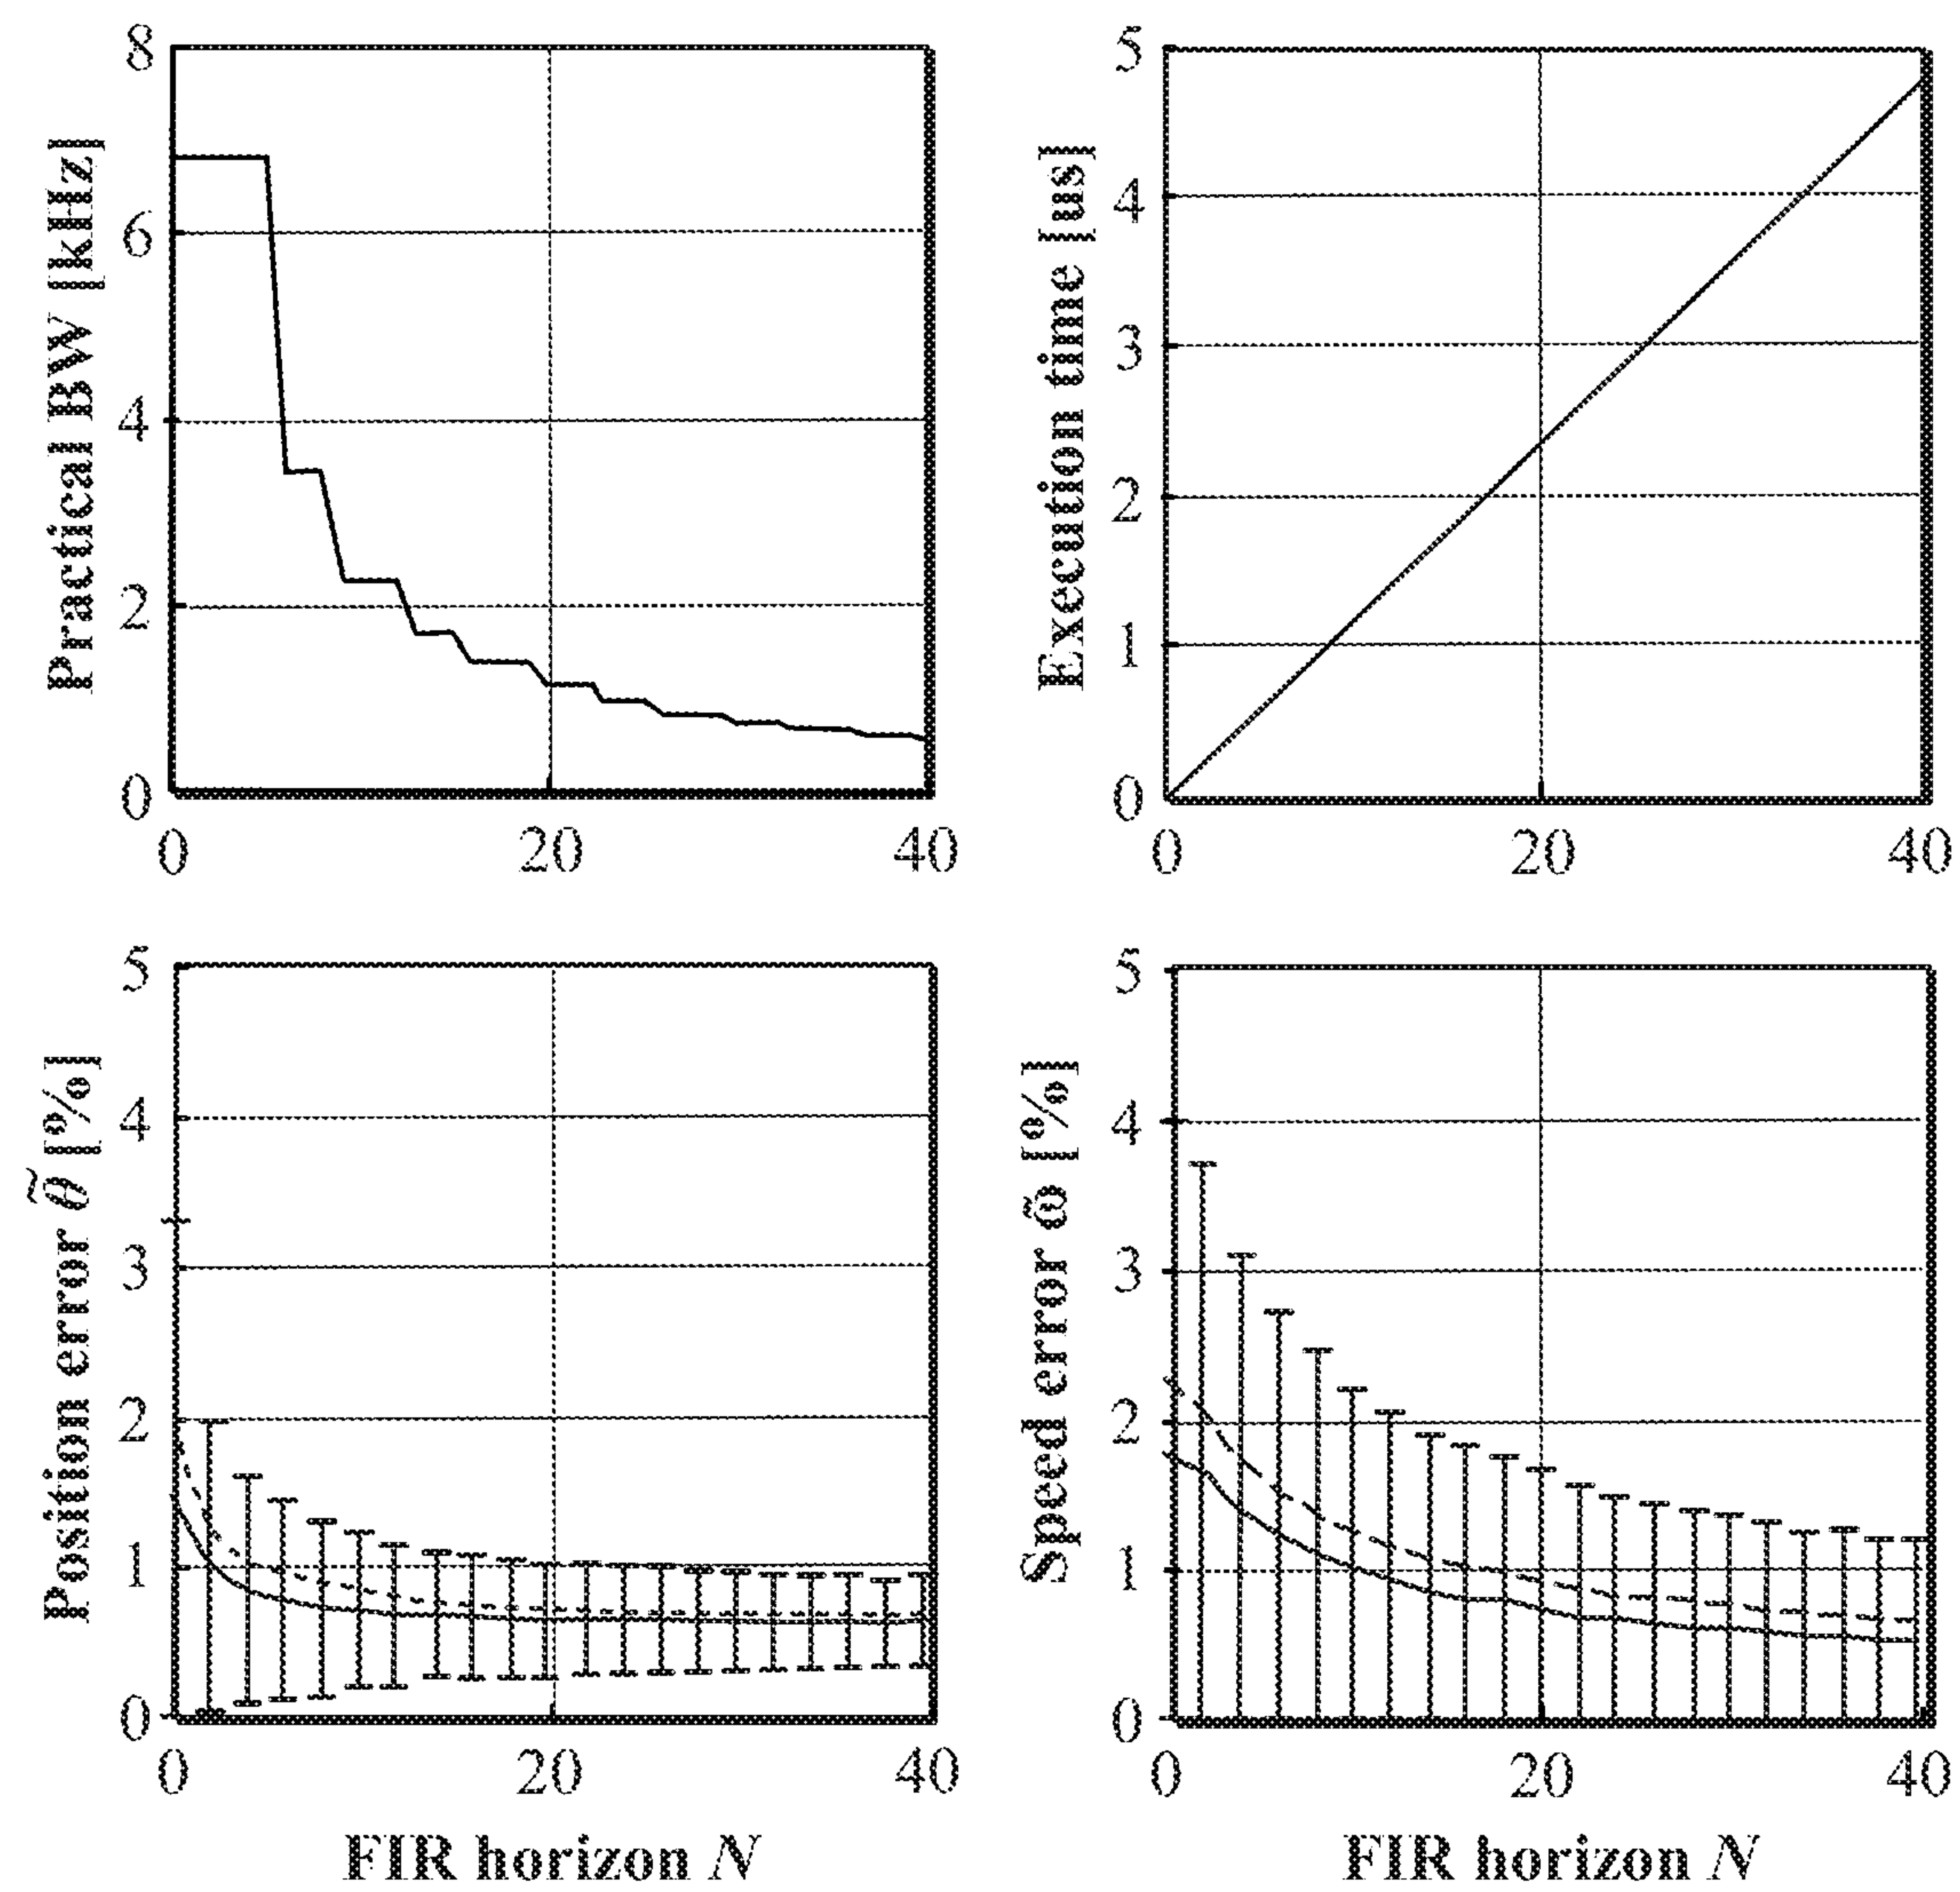 Practical BW [kHz]
8
6
4
2
0
0 20 40
Execution time [us]
5
4
3
2
1
0
0 20 40
Position error θ̃ [%]
5
4
3
2
1
0
0 20 40
FIR horizon N
Speed error ω̃ [%]
5
4
3
2
1
0
0 20 40
FIR horizon N